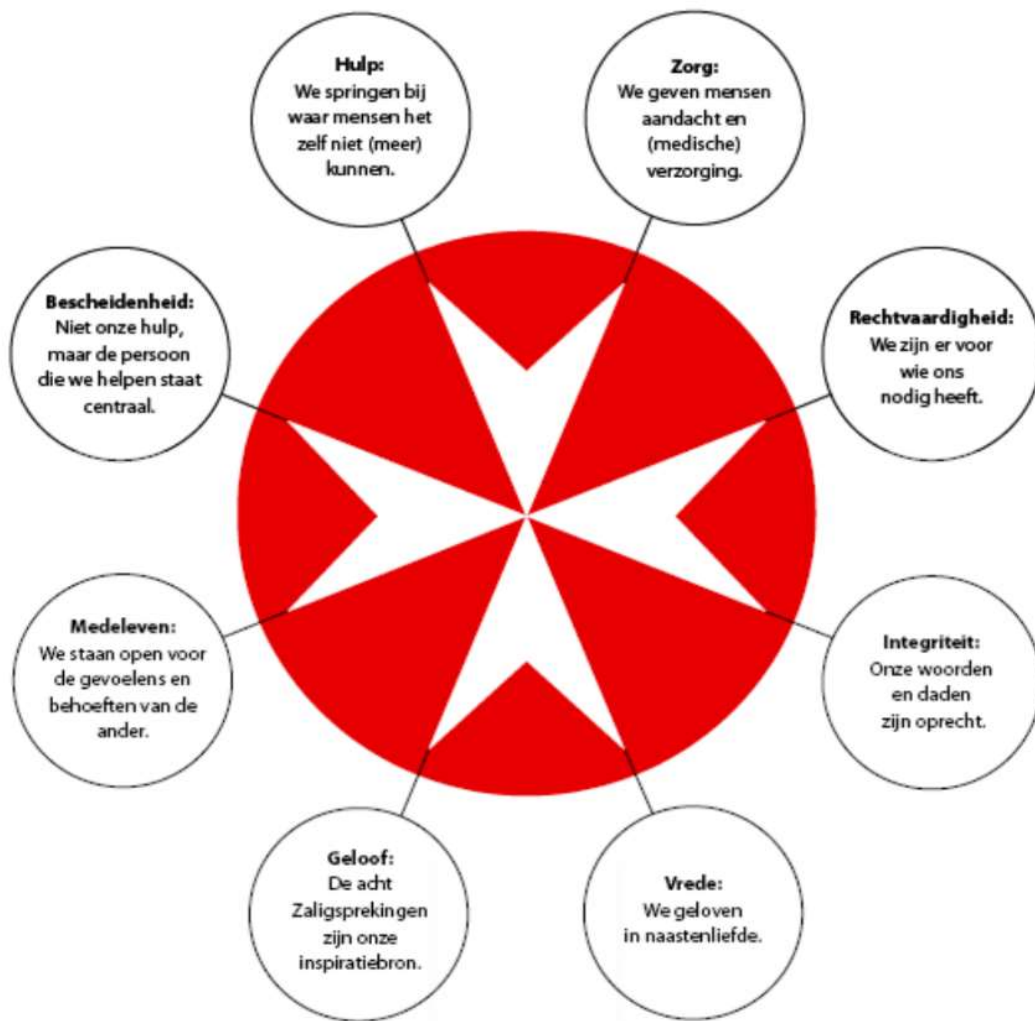 Hulp:
We springen bij
waar mensen het
zelf niet (meer)
kunnen.
Zorg:
We geven mensen
aandacht en
(medische)
verzorging.
Bescheidenheid:
Niet onze hulp,
maar de persoon
die we helpen staat
centraal.
Rechtvaardigheid:
We zijn er voor
wie ons
nodig heeft.
Medeleven:
We staan open voor
de gevoelens en
behoeften van de
ander.
Integriteit:
Onze woorden
en daden
zijn oprecht.
Geloof:
De acht
Zaligsprekingen
zijn onze
inspiratiebron.
Vrede:
We geloven
in naastenliefde.